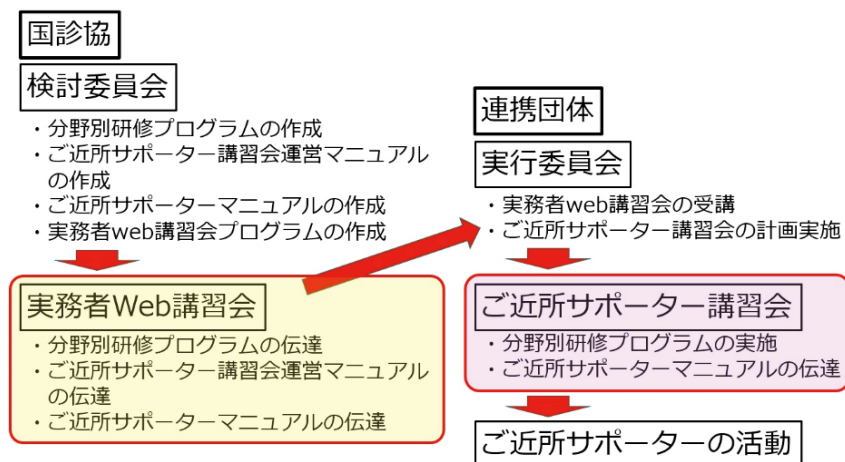 国診協
検討委員会
・分野別研修プログラムの作成
・ご近所サポーター講習会運営マニュアル
の作成
・ご近所サポーターマニュアルの作成
・実務者web講習会プログラムの作成
実務者Web講習会
・分野別研修プログラムの伝達
・ご近所サポーター講習会運営マニュアル
の伝達
・ご近所サポーターマニュアルの伝達
連携団体
実行委員会
・実務者web講習会の受講
・ご近所サポーター講習会の計画実施
ご近所サポーター講習会
・分野別研修プログラムの実施
・ご近所サポーターマニュアルの伝達
ご近所サポーターの活動